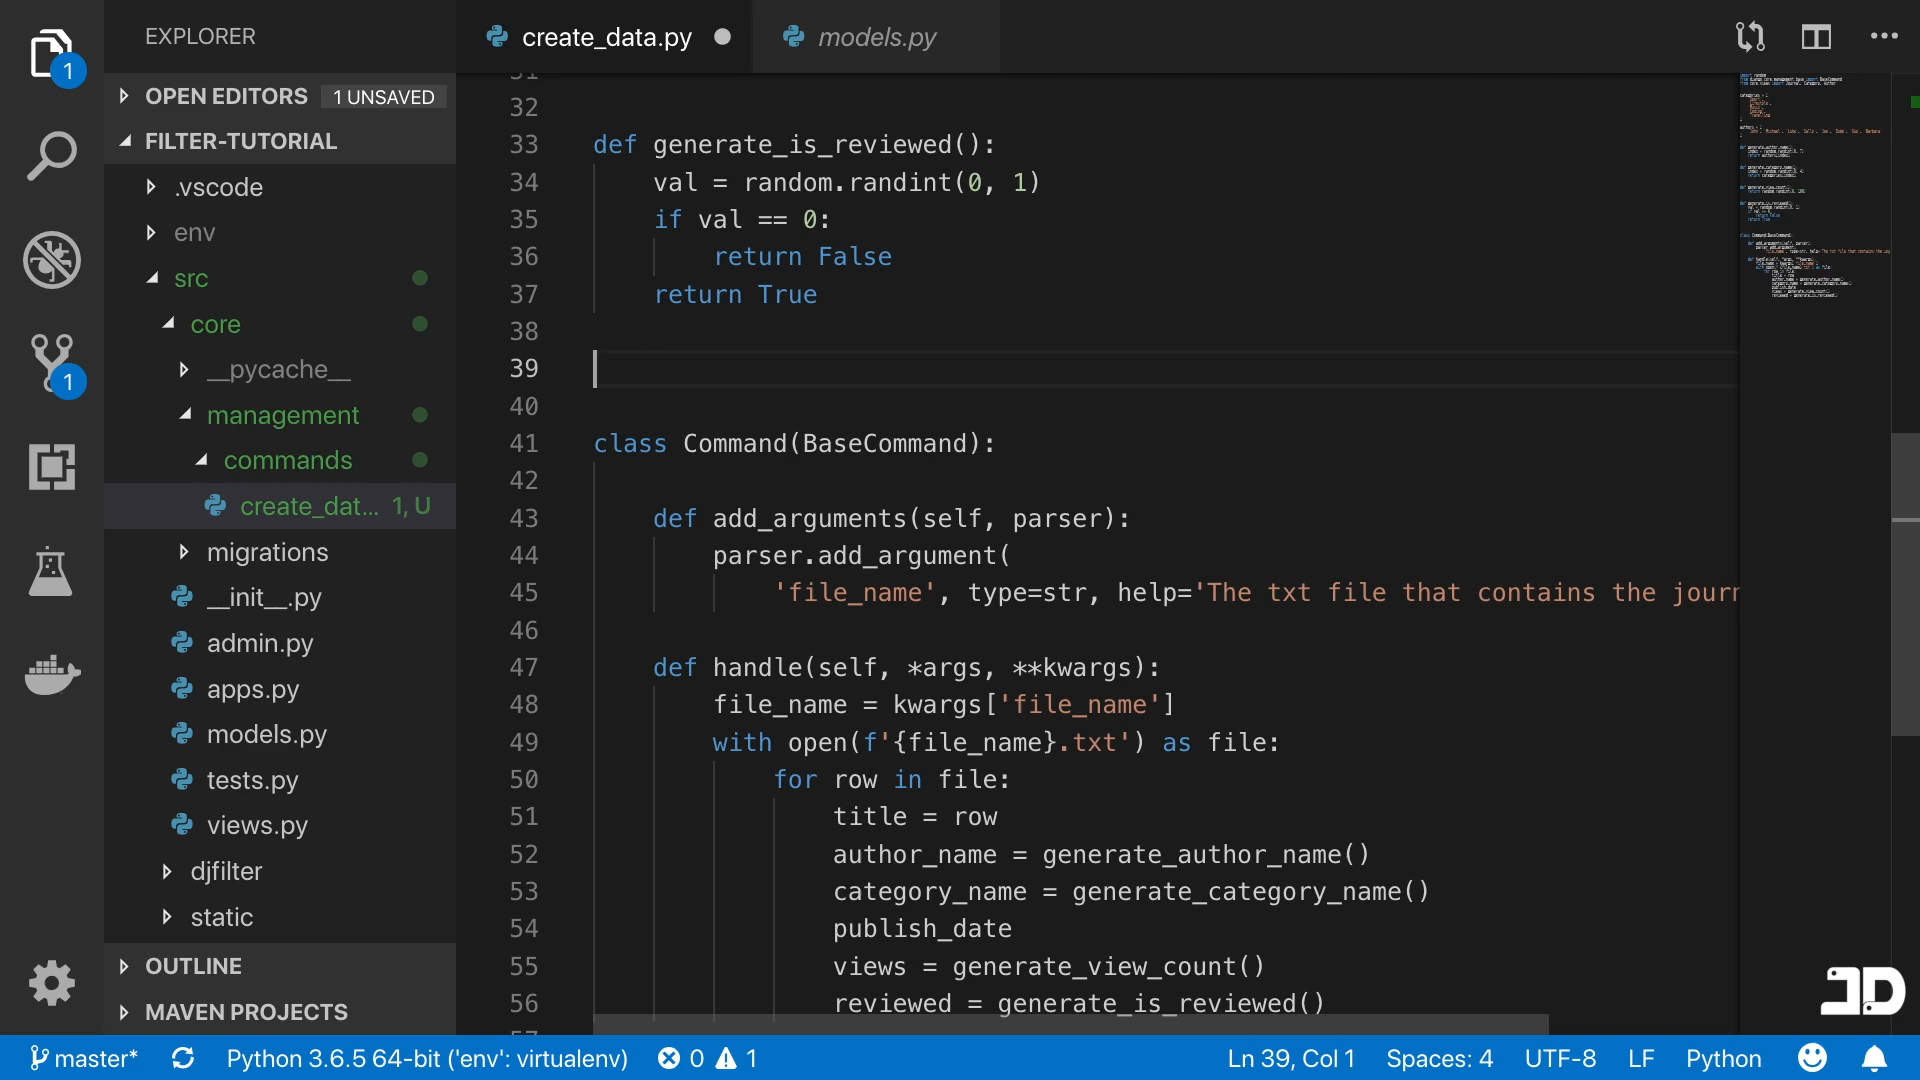 EXPLORER
create_data.py
models.py
1
OPEN EDITORS 1 UNSAVED
FILTER-TUTORIAL
.vscode
env
src
core
__pycache__
management
commands
create_dat... 1, U
migrations
__init__.py
admin.py
apps.py
models.py
tests.py
views.py
djfilter
static
OUTLINE
MAVEN PROJECTS
1
31
32
33 def generate_is_reviewed():
34 val = random.randint(0, 1)
35 if val == 0:
36 return False
37 return True
38
39
40
41 class Command(BaseCommand):
42
43 def add_arguments(self, parser):
44 parser.add_argument(
45 'file_name', type=str, help='The txt file that contains the journ
46
47 def handle(self, *args, **kwargs):
48 file_name = kwargs['file_name']
49 with open(f'{file_name}.txt') as file:
50 for row in file:
51 title = row
52 author_name = generate_author_name()
53 category_name = generate_category_name()
54 publish_date
55 views = generate_view_count()
56 reviewed = generate_is_reviewed()
57
JD
master* Python 3.6.5 64-bit ('env': virtualenv) 0 1 Ln 39, Col 1 Spaces: 4 UTF-8 LF Python